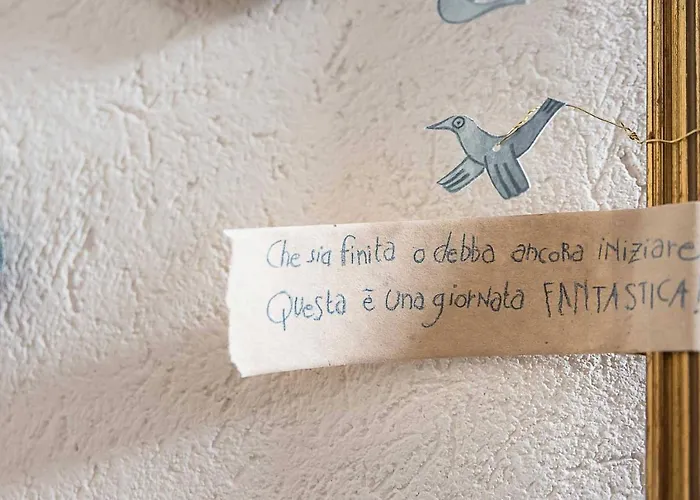 Che sia finita o debba ancora iniziare
Questa è una giornata FANTASTICA!